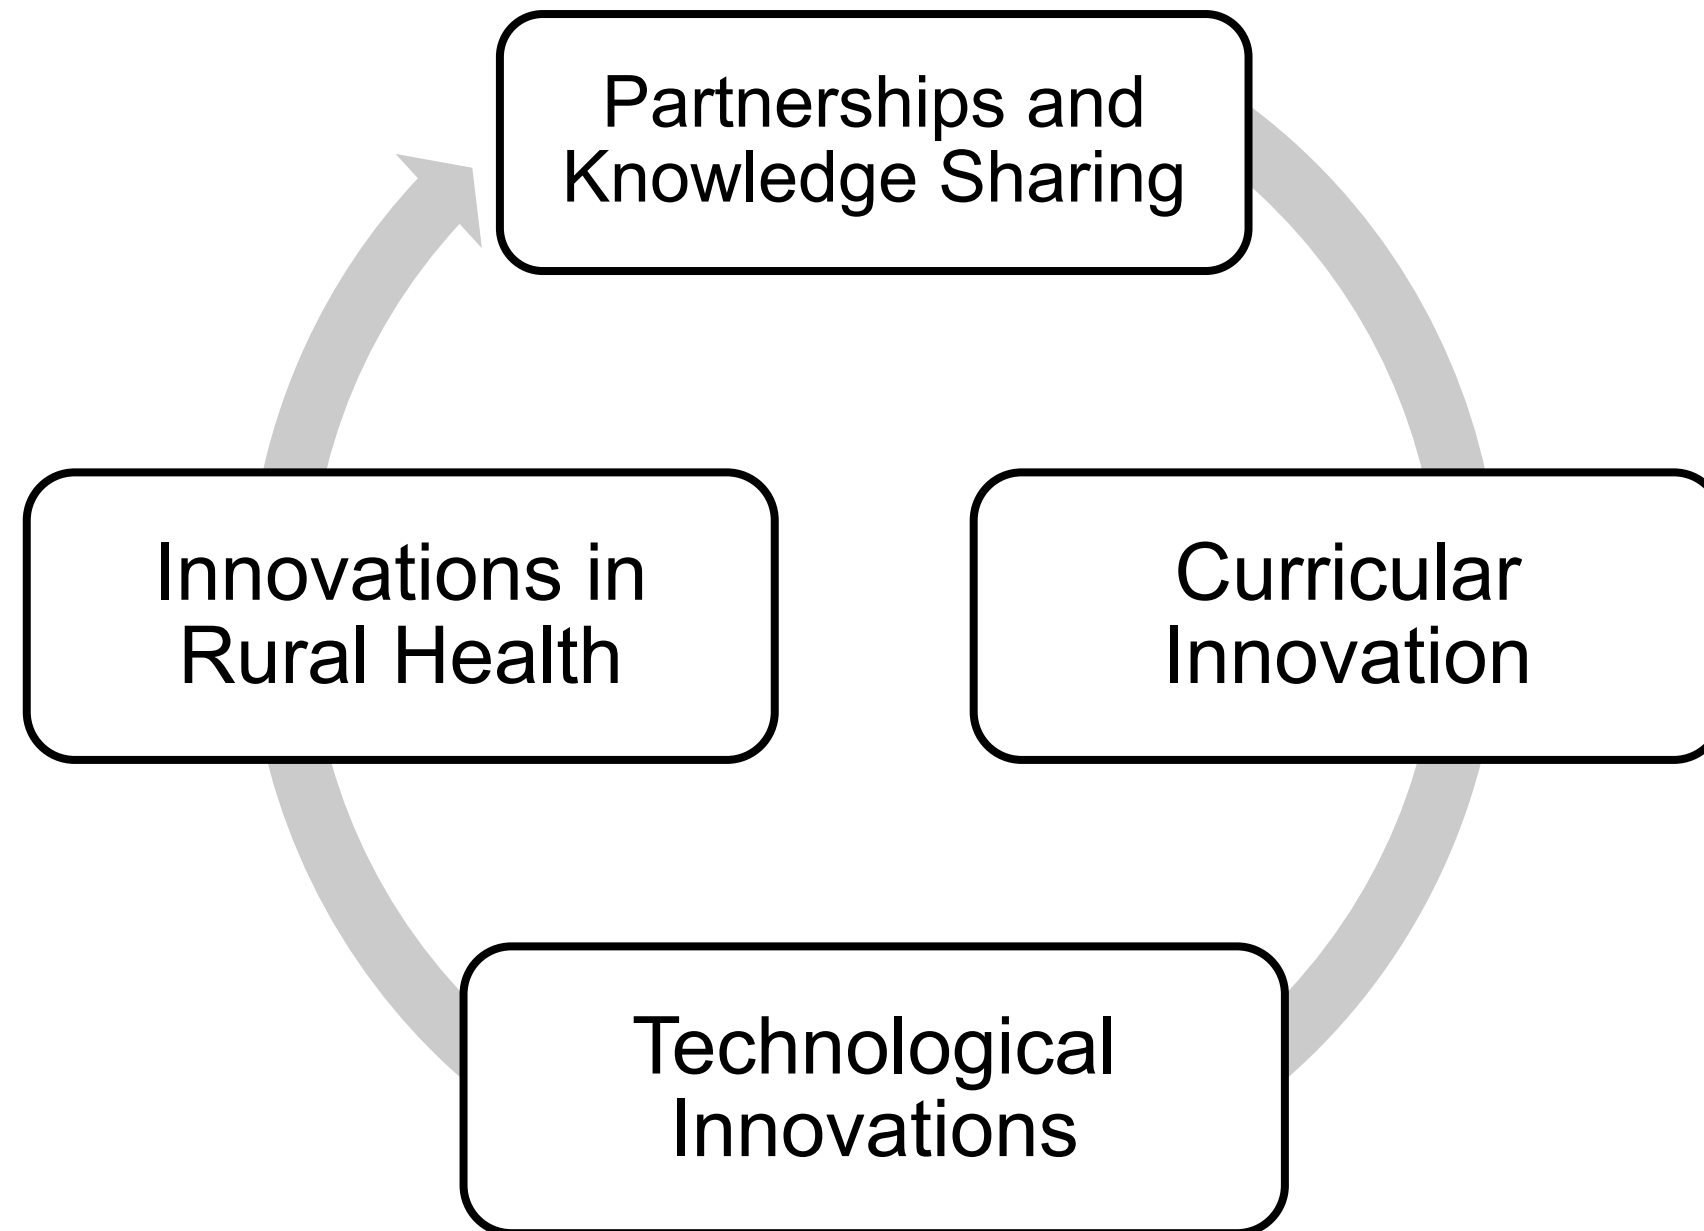 Partnerships and
Knowledge Sharing
Innovations in
Rural Health
Curricular
Innovation
Technological
Innovations